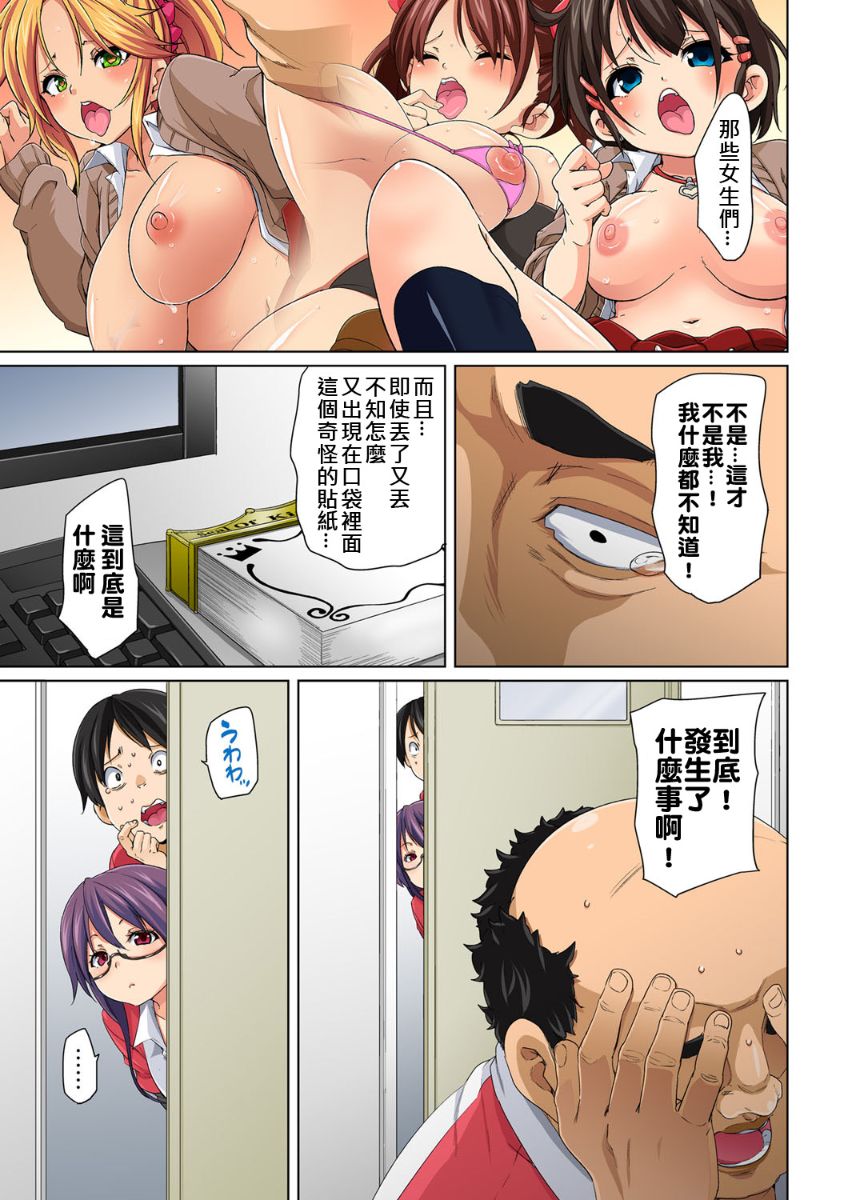 那些女生們…
不是…這才
不是我…！
我什麼都不知道！
而且…
即使丟了又丟
不知怎麼
又出現在口袋裡面
這個奇怪的貼紙…
Seal Of Ki
這到底是
什麼啊
到底！
發生了
什麼事啊！
うわわッ
……